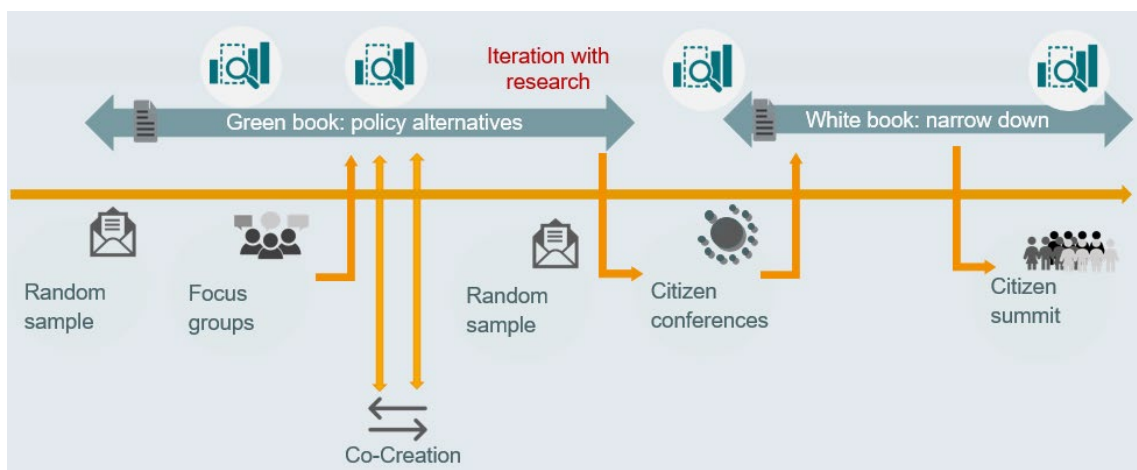 Iteration with
research
Green book: policy alternatives
White book: narrow down
Random
sample
Focus
groups
Random
sample
Citizen
conferences
Citizen
summit
Co-Creation